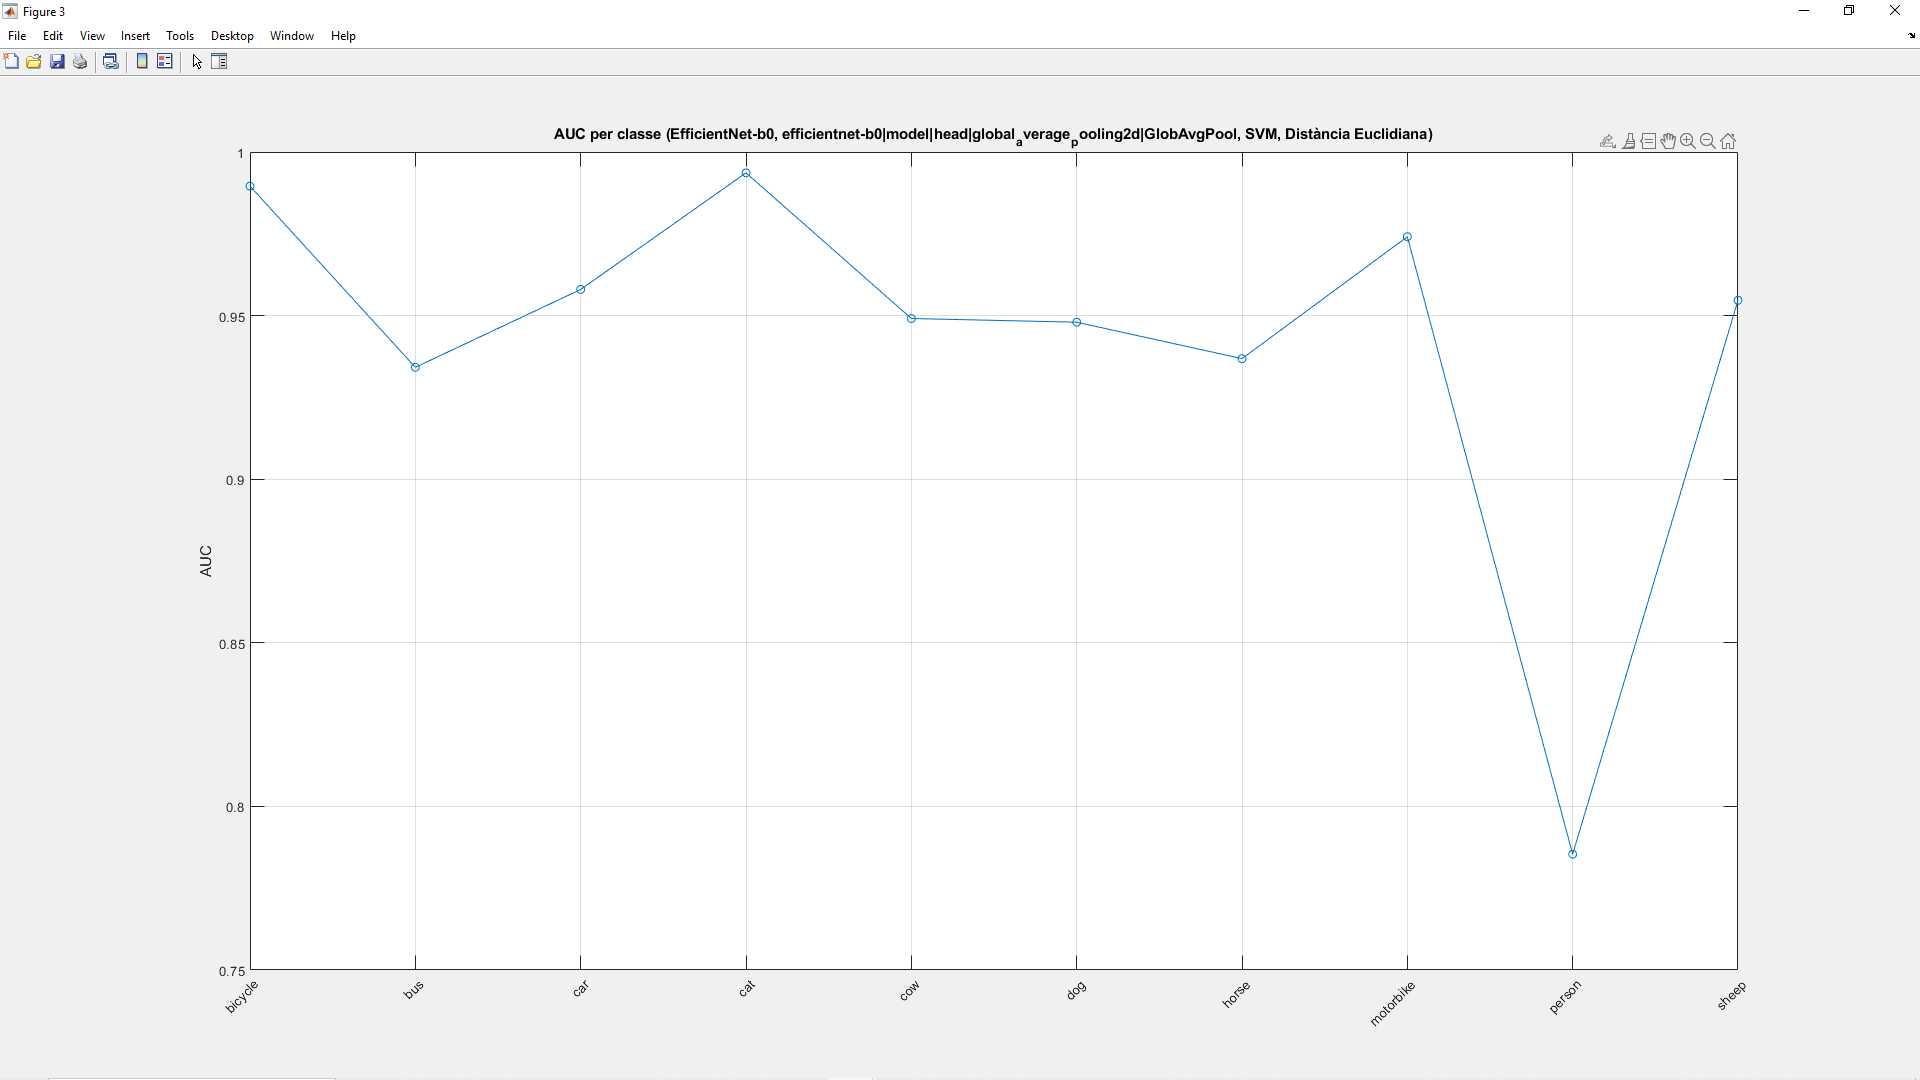 Figure 3
File Edit View Insert Tools Desktop Window Help
AUC per classe (EfficientNet-b0, efficientnet-b0|model|head|global_average_pooling2d|GlobAvgPool, SVM, Distància Euclidiana)
1
0.95
0.9
0.85
0.8
0.75
AUC
bicycle
bus
car
cat
cow
dog
horse
motorbike
person
sheep